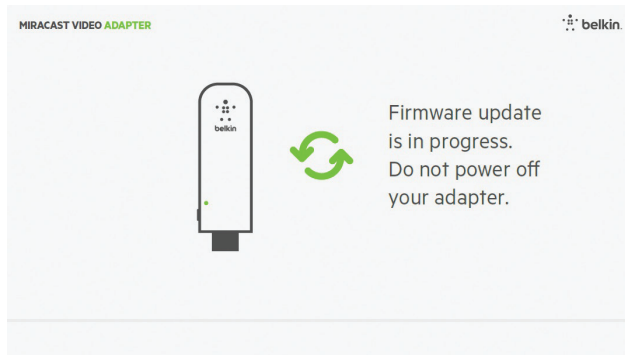 MIRACAST VIDEO ADAPTER
belkin.
belkin
Firmware update
is in progress.
Do not power off
your adapter.